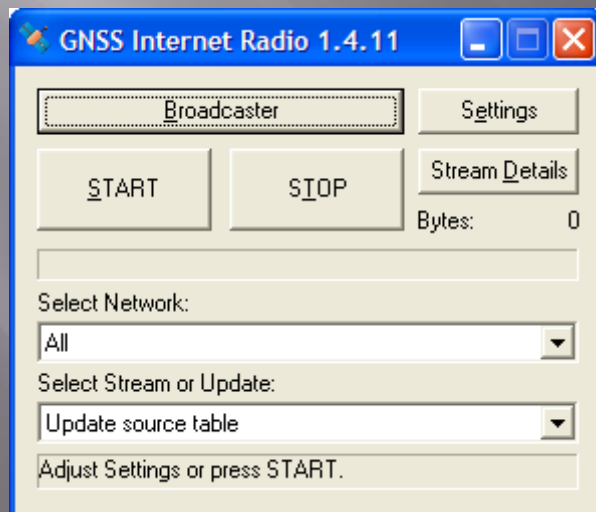 GNSS Internet Radio 1.4.11
Broadcaster
Settings
START
STOP
Stream Details
Bytes: 0
Select Network:
All
Select Stream or Update:
Update source table
Adjust Settings or press START.